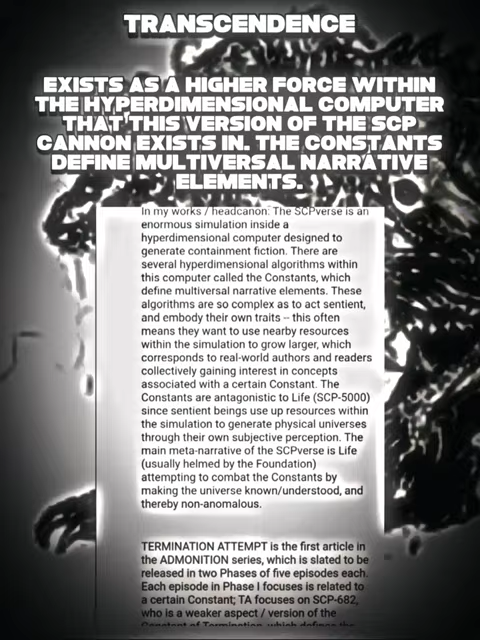 TRANSCENDENCE
EXISTS AS A HIGHER FORCE WITHIN
THE HYPERDIMENSIONAL COMPUTER
THAT THIS VERSION OF THE SCP
CANNON EXISTS IN. THE CONSTANTS
DEFINE MULTIVERSAL NARRATIVE
ELEMENTS.
In my works / headcanon: The SCPverse is an
enormous simulation inside a
hyperdimensional computer designed to
generate containment fiction. There are
several hyperdimensional algorithms within
this computer called the Constants, which
define multiversal narrative elements. These
algorithms are so complex as to act sentient,
and embody their own traits – this often
means they want to use nearby resources
within the simulation to grow larger, which
corresponds to real-world authors and readers
collectively gaining interest in concepts
associated with a certain Constant. The
Constants are antagonistic to Life (SCP-5000)
since sentient beings use up resources within
the simulation to generate physical universes
through their own subjective perception. The
main meta-narrative of the SCPverse is Life
(usually helmed by the Foundation)
attempting to combat the Constants by
making the universe known/understood, and
thereby non-anomalous.
TERMINATION ATTEMPT is the first article in
the ADMONITION series, which is slated to be
released in two Phases of five episodes each.
Each episode in Phase I focuses is related to
a certain Constant; TA focuses on SCP-682,
who is a weaker aspect / version of the
Constant of Termination, which defines the